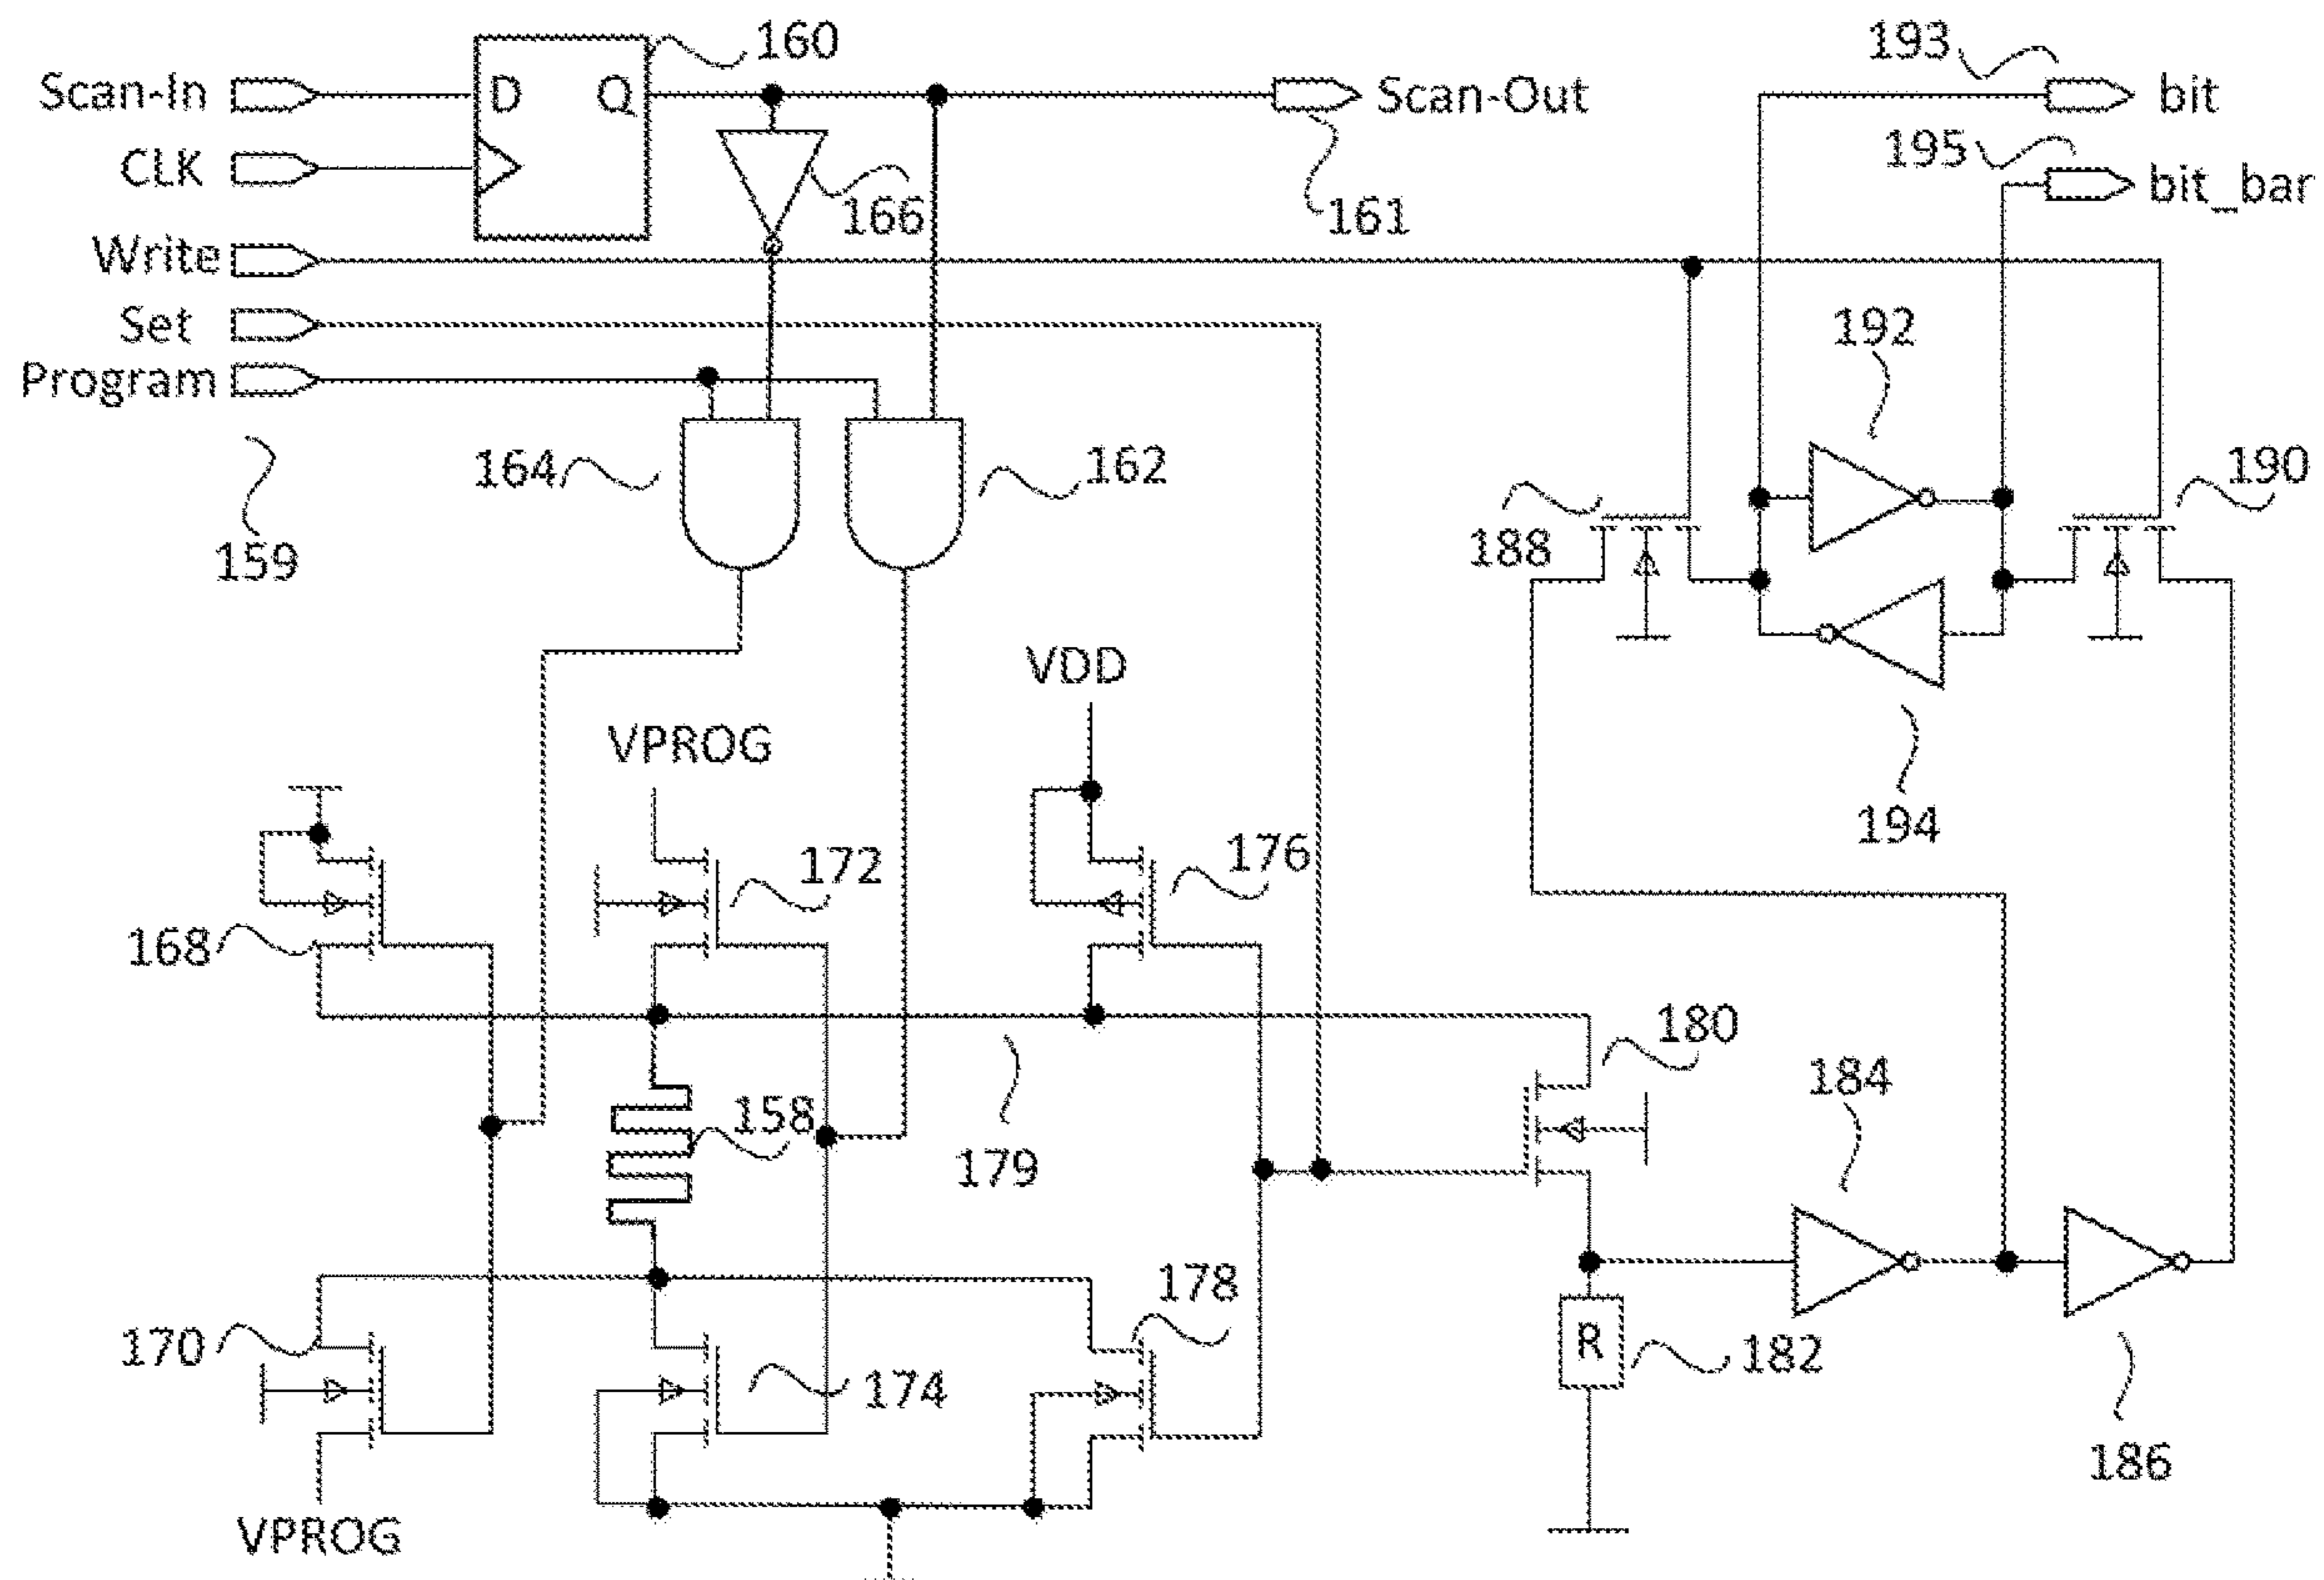 160
193
Scan-In
D
Q
Scan-Out
bit
CLK
195
bit_bar
166
161
Write
Set
192
Program
164
162
190
188
159
VDD
VPROG
194
172
176
168
180
184
158
179
178
170
R
182
174
186
VPROG